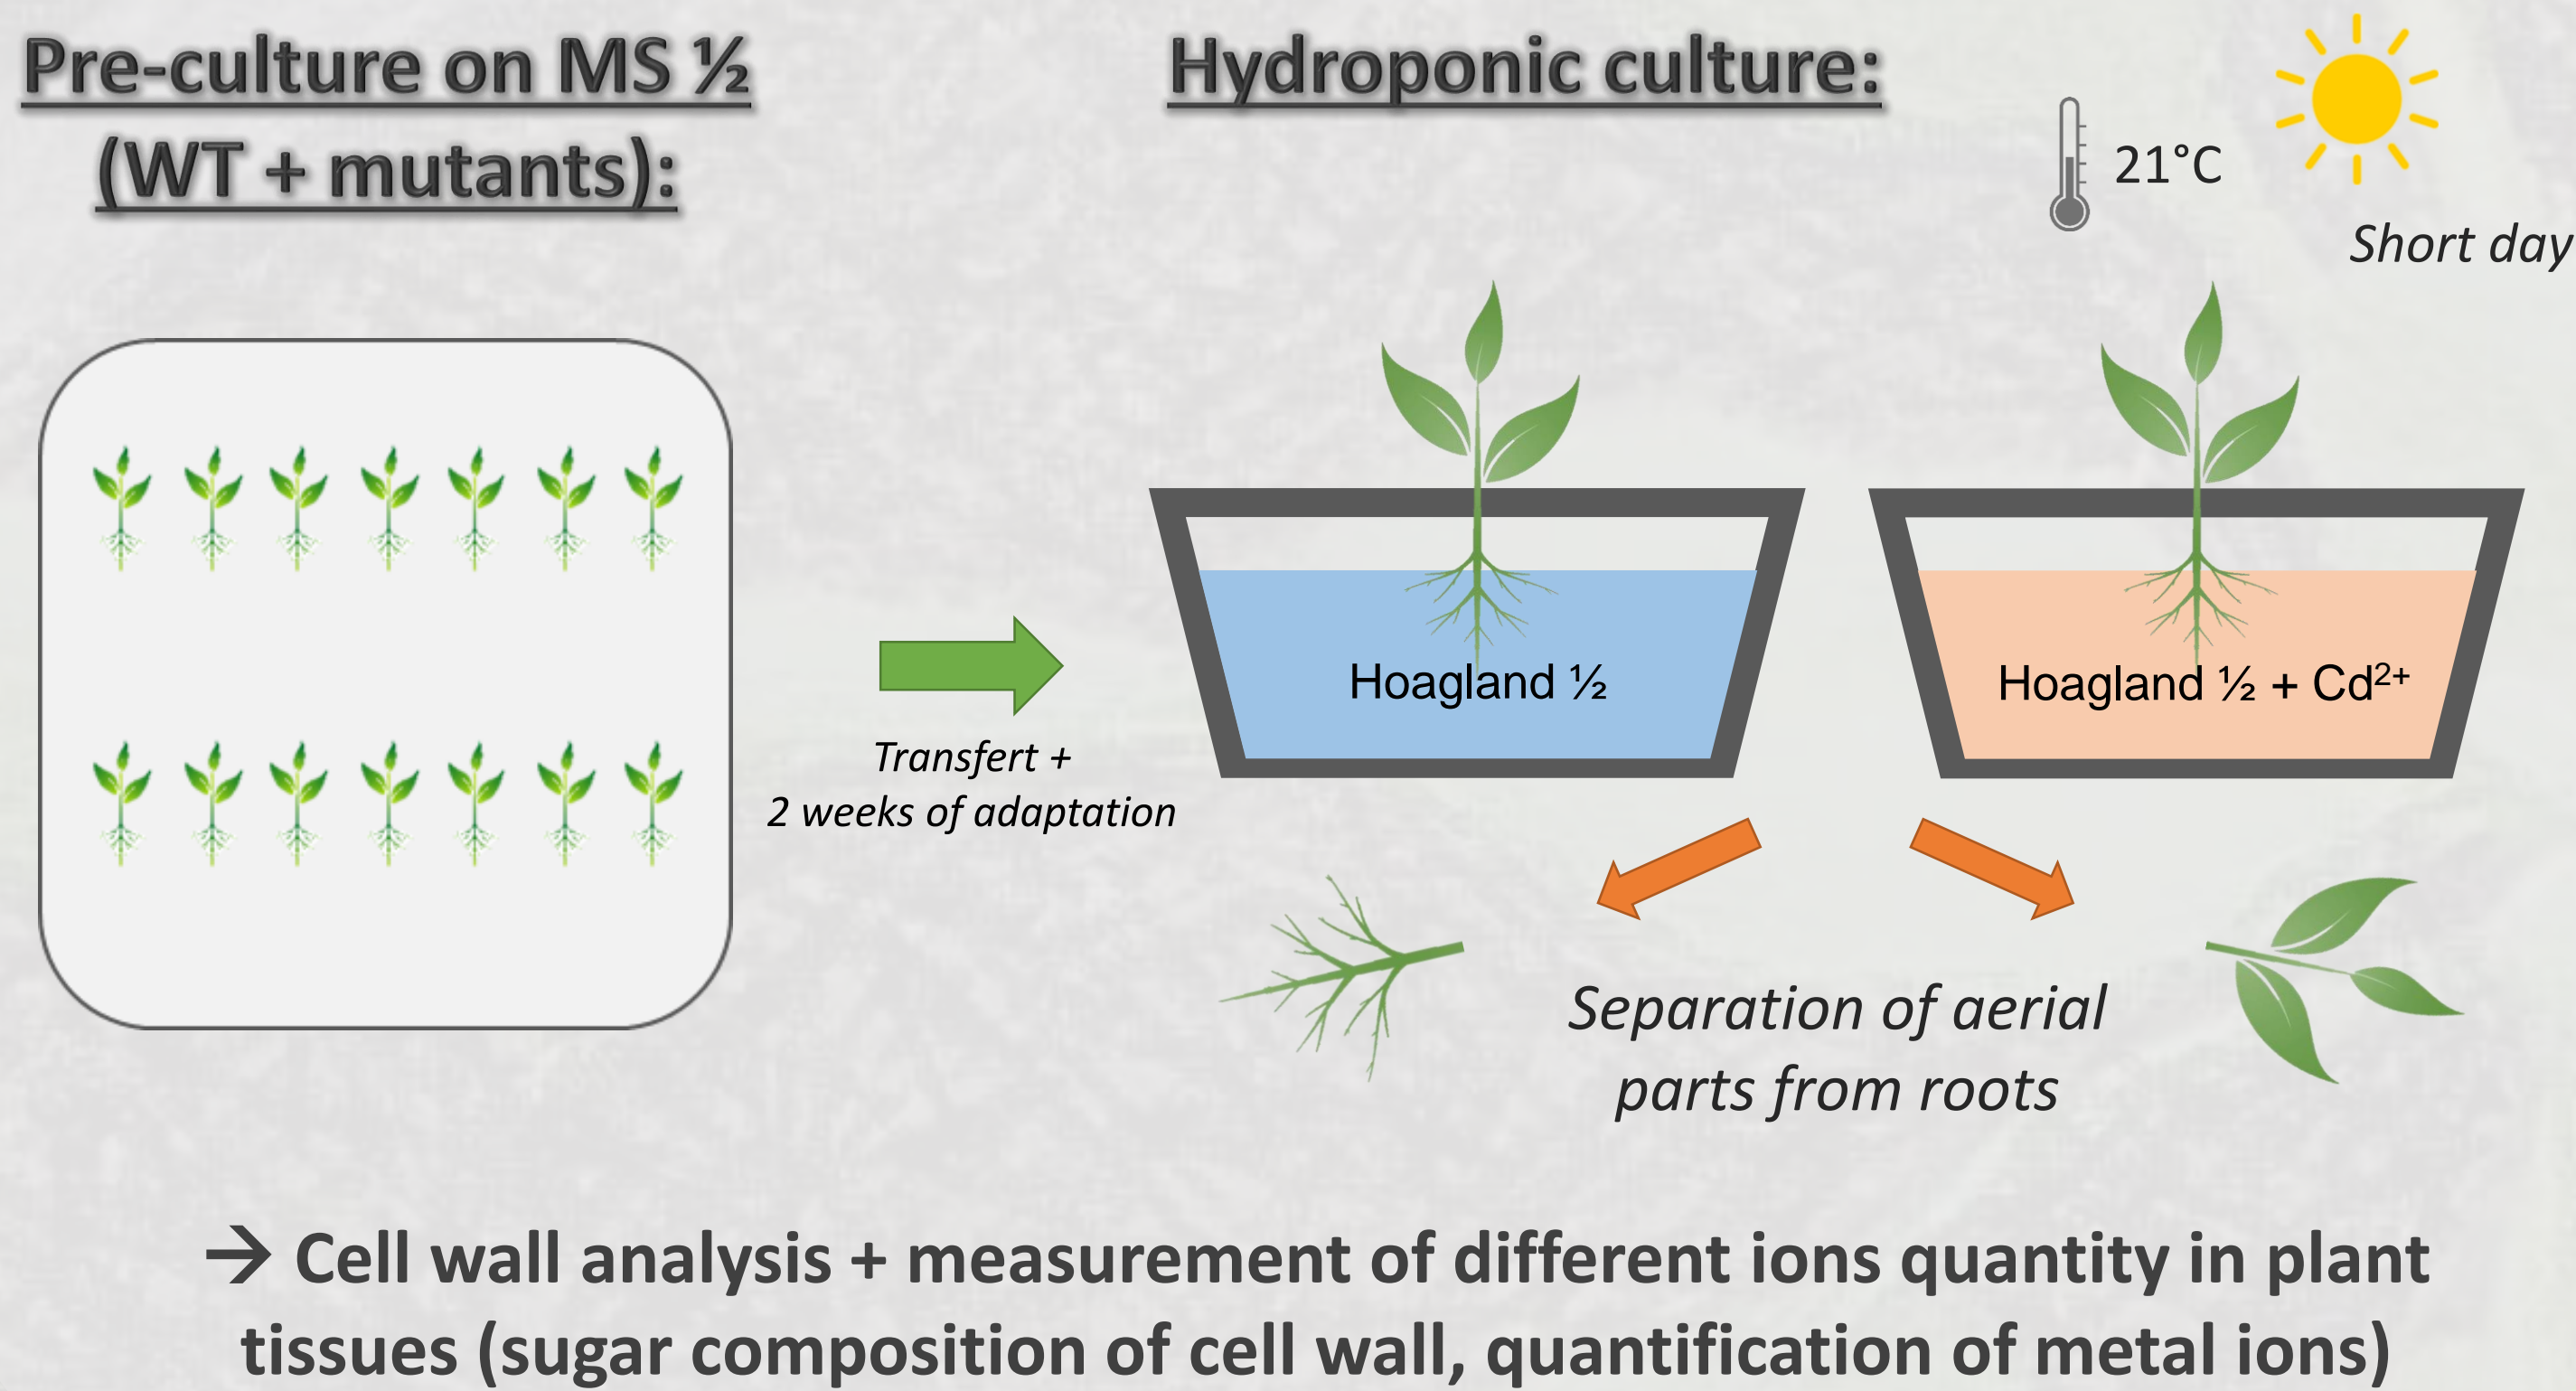 Pre-culture on MS ½
(WT + mutants):
Hydroponic culture:
21°C
Short day
Transfert +
2 weeks of adaptation
Hoagland ½
Hoagland ½ + Cd²⁺
Separation of aerial
parts from roots
→ Cell wall analysis + measurement of different ions quantity in plant
tissues (sugar composition of cell wall, quantification of metal ions)